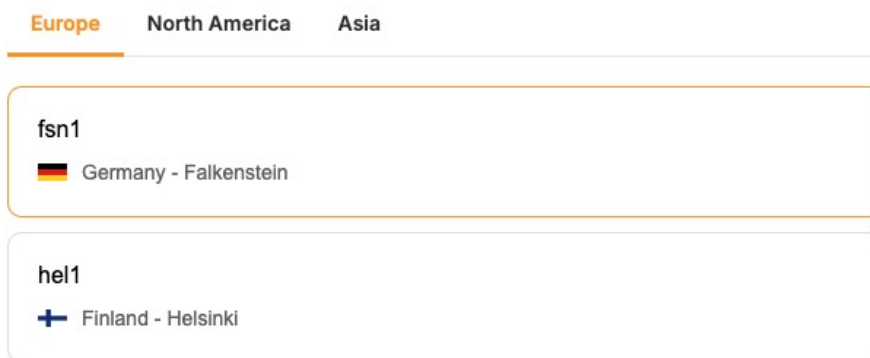 Europe North America Asia
fsn1
Germany - Falkenstein
hel1
Finland - Helsinki